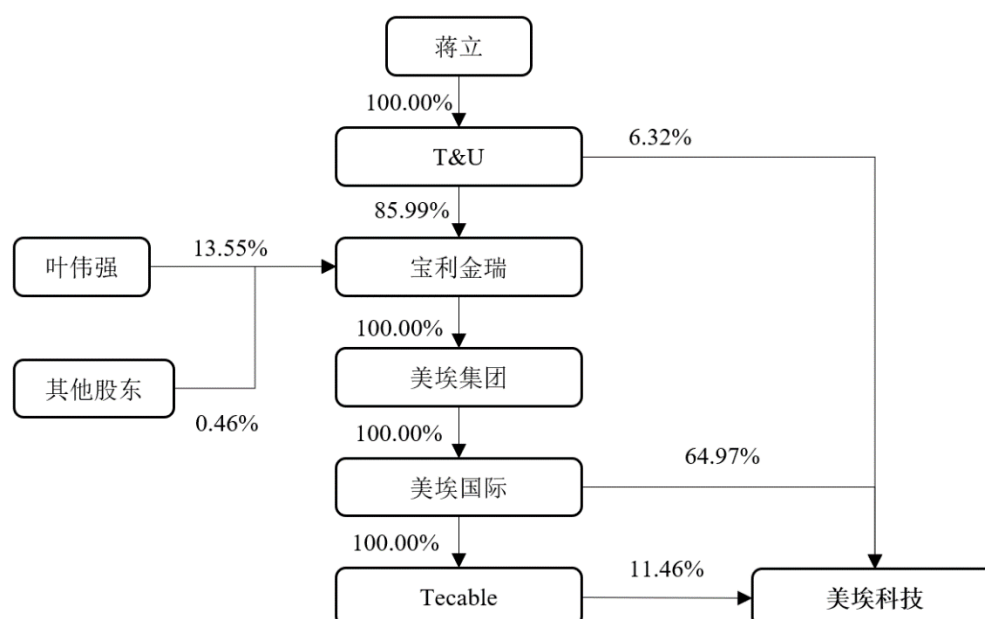 蒋立
100.00%
T&U
6.32%
85.99%
叶伟强
13.55%
宝利金瑞
100.00%
其他股东
0.46%
美埃集团
100.00%
美埃国际
64.97%
100.00%
Tecable
11.46%
美埃科技